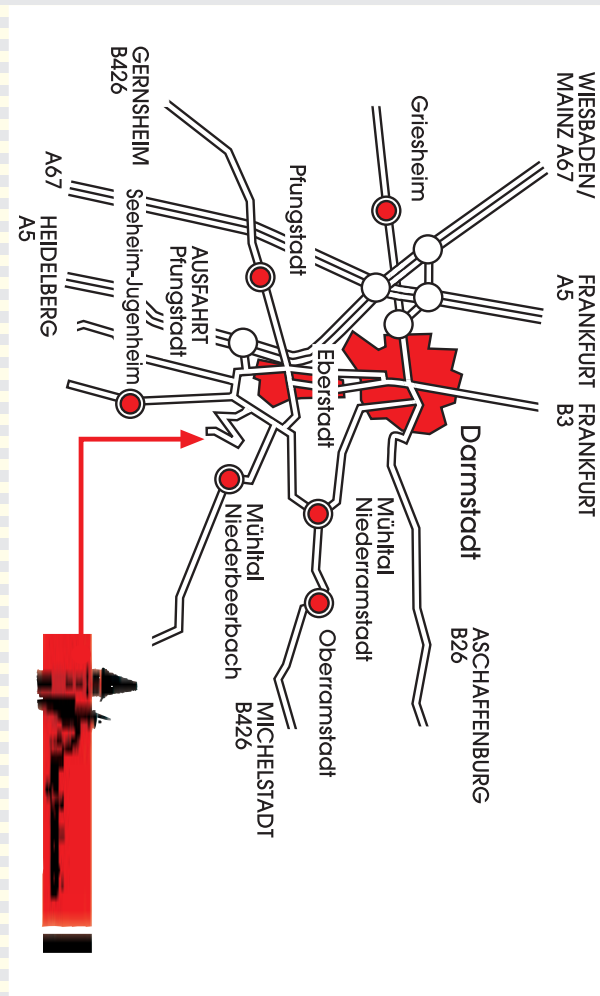 WIESBADEN/
MAINZ A67
A5 FRANKFURT
B3 FRANKFURT
Griesheim
Darmstadt
GERNSHEIM
B426
Pfungstadt
Eberstadt
Mühltal
Niederramstadt
ASCHAFFENBURG
B26
A67
AUSFAHRT
Pfungstadt
Seeheim-Jugenheim
Mühltal
Niederbeerbach
Oberramstadt
HEIDELBERG
A5
MICHELSTADT
B426